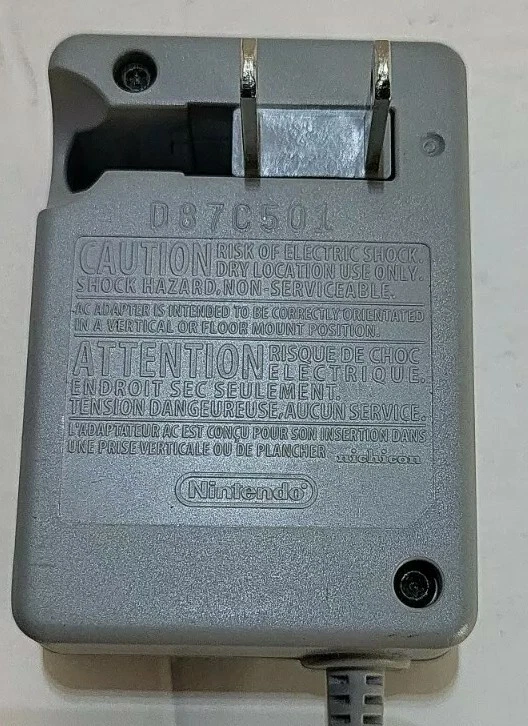 D87C501
CAUTION RISK OF ELECTRIC SHOCK.
DRY LOCATION USE ONLY.
SHOCK HAZARD. NON-SERVICEABLE.
AC ADAPTER IS INTENDED TO BE CORRECTLY ORIENTATED
IN A VERTICAL OR FLOOR MOUNT POSITION.
ATTENTION RISQUE DE CHOC
ELECTRIQUE.
ENDROIT SEC SEULEMENT.
TENSION DANGEUREUSE, AUCUN SERVICE.
L'ADAPTATEUR AC EST CONÇU POUR SON INSERTION DANS
UNE PRISE VERTICALE OU DE PLANCHER nichicon
Nintendo